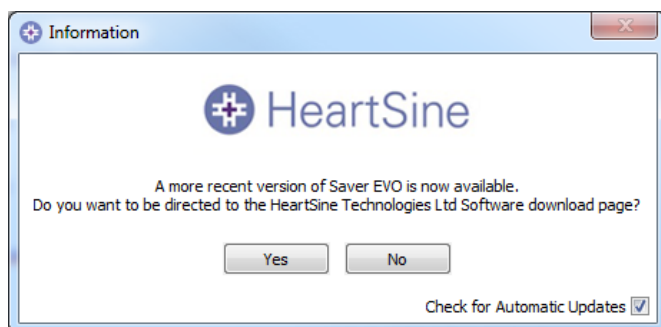 Information
HeartSine
A more recent version of Saver EVO is now available.
Do you want to be directed to the HeartSine Technologies Ltd Software download page?
Yes No
Check for Automatic Updates